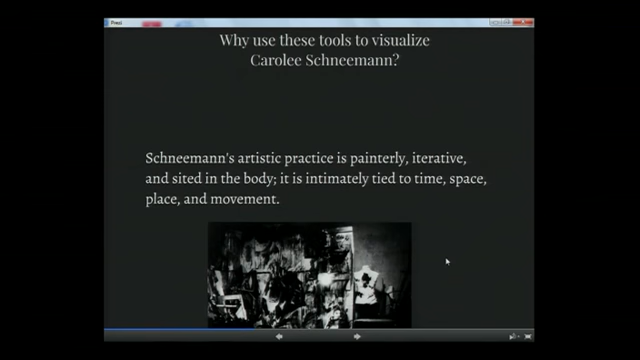 Prezi
Why use these tools to visualize
Carolee Schneemann?
Schneemann's artistic practice is painterly, iterative,
and sited in the body; it is intimately tied to time, space,
place, and movement.